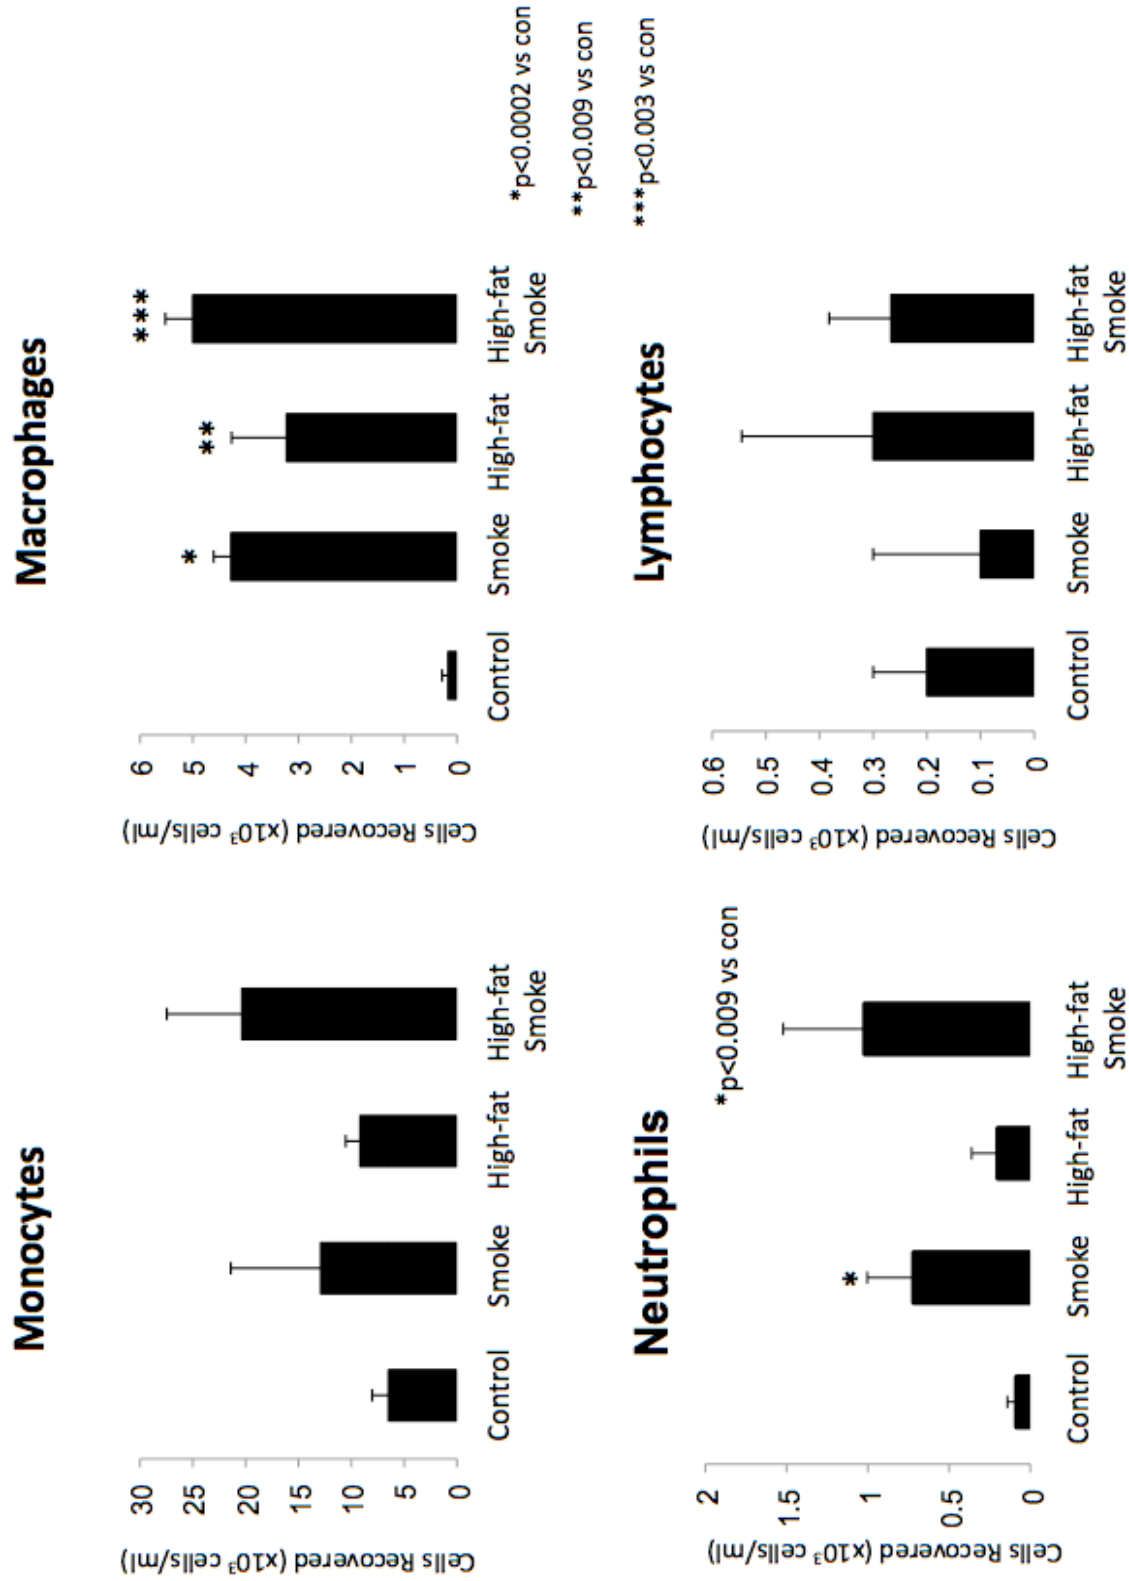 Monocytes
Cells Recovered (x10³ cells/ml)
30
25
20
15
10
5
0
Control
Smoke
High-fat
High-fat
Smoke
Macrophages
Cells Recovered (x10³ cells/ml)
6
5
4
3
2
1
0
*
**
***
Control
Smoke
High-fat
High-fat
Smoke
*p<0.0002 vs con
**p<0.009 vs con
***p<0.003 vs con
Neutrophils
*p<0.009 vs con
Cells Recovered (x10³ cells/ml)
2
1.5
1
0.5
0
*
Control
Smoke
High-fat
High-fat
Smoke
Lymphocytes
Cells Recovered (x10³ cells/ml)
0.6
0.5
0.4
0.3
0.2
0.1
0
Control
Smoke
High-fat
High-fat
Smoke